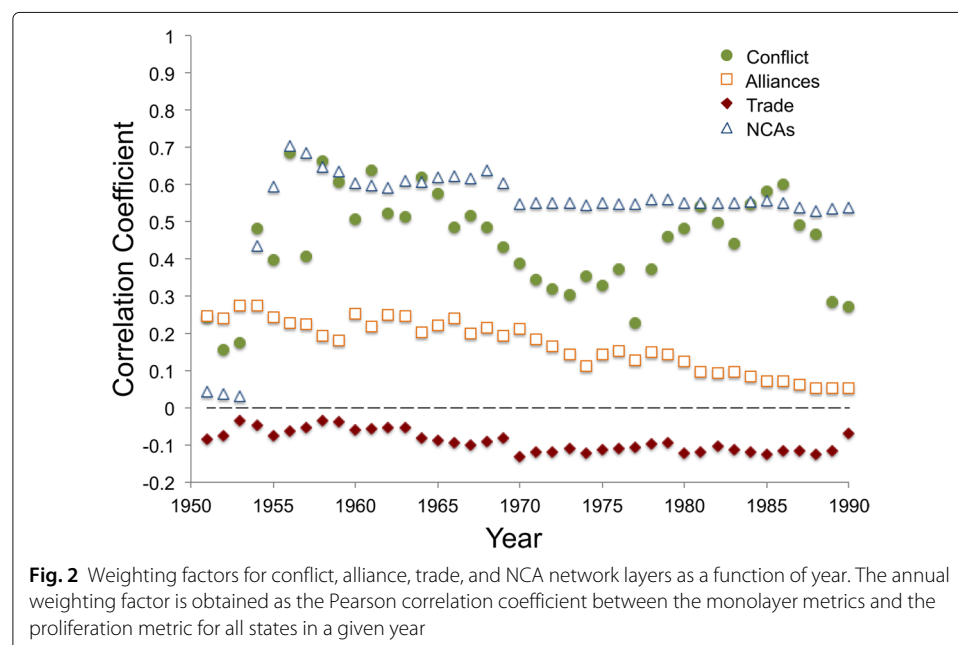 1
0.9
0.8
0.7
0.6
0.5
0.4
0.3
0.2
0.1
0
-0.1
-0.2
Correlation Coefficient
Conflict
Alliances
Trade
NCAs
1950 1955 1960 1965 1970 1975 1980 1985 1990
Year
Fig. 2 Weighting factors for conflict, alliance, trade, and NCA network layers as a function of year. The annual
weighting factor is obtained as the Pearson correlation coefficient between the monolayer metrics and the
proliferation metric for all states in a given year